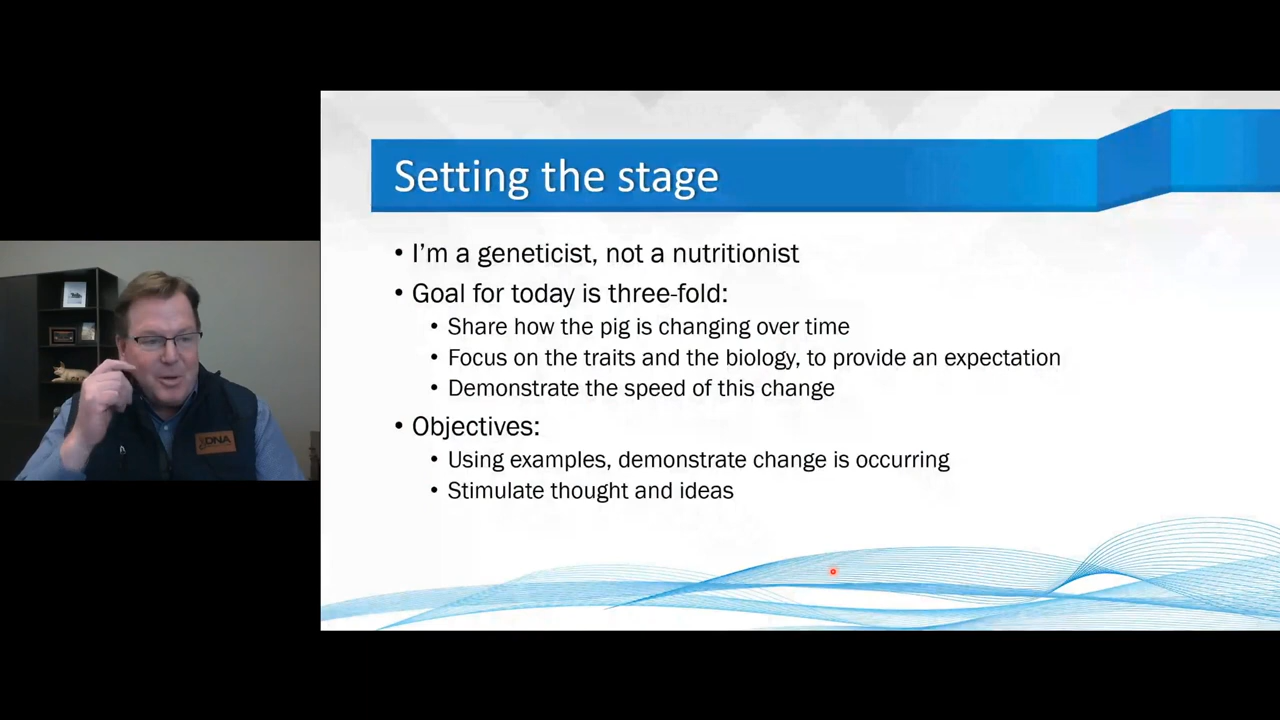 Setting the stage
• I'm a geneticist, not a nutritionist
• Goal for today is three-fold:
• Share how the pig is changing over time
• Focus on the traits and the biology, to provide an expectation
• Demonstrate the speed of this change
• Objectives:
• Using examples, demonstrate change is occurring
• Stimulate thought and ideas
DNA